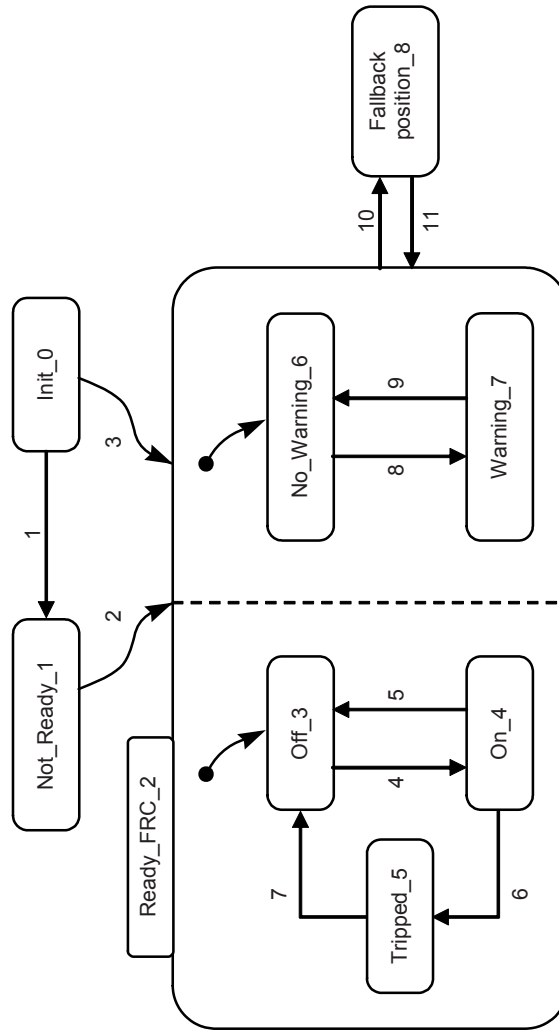 Not_Ready_1
1
Init_0
2
3
Ready_FRC_2
Off_3
No_Warning_6
7
4
5
8
9
Tripped_5
6
On_4
Warning_7
10
11
Fallback
position_8